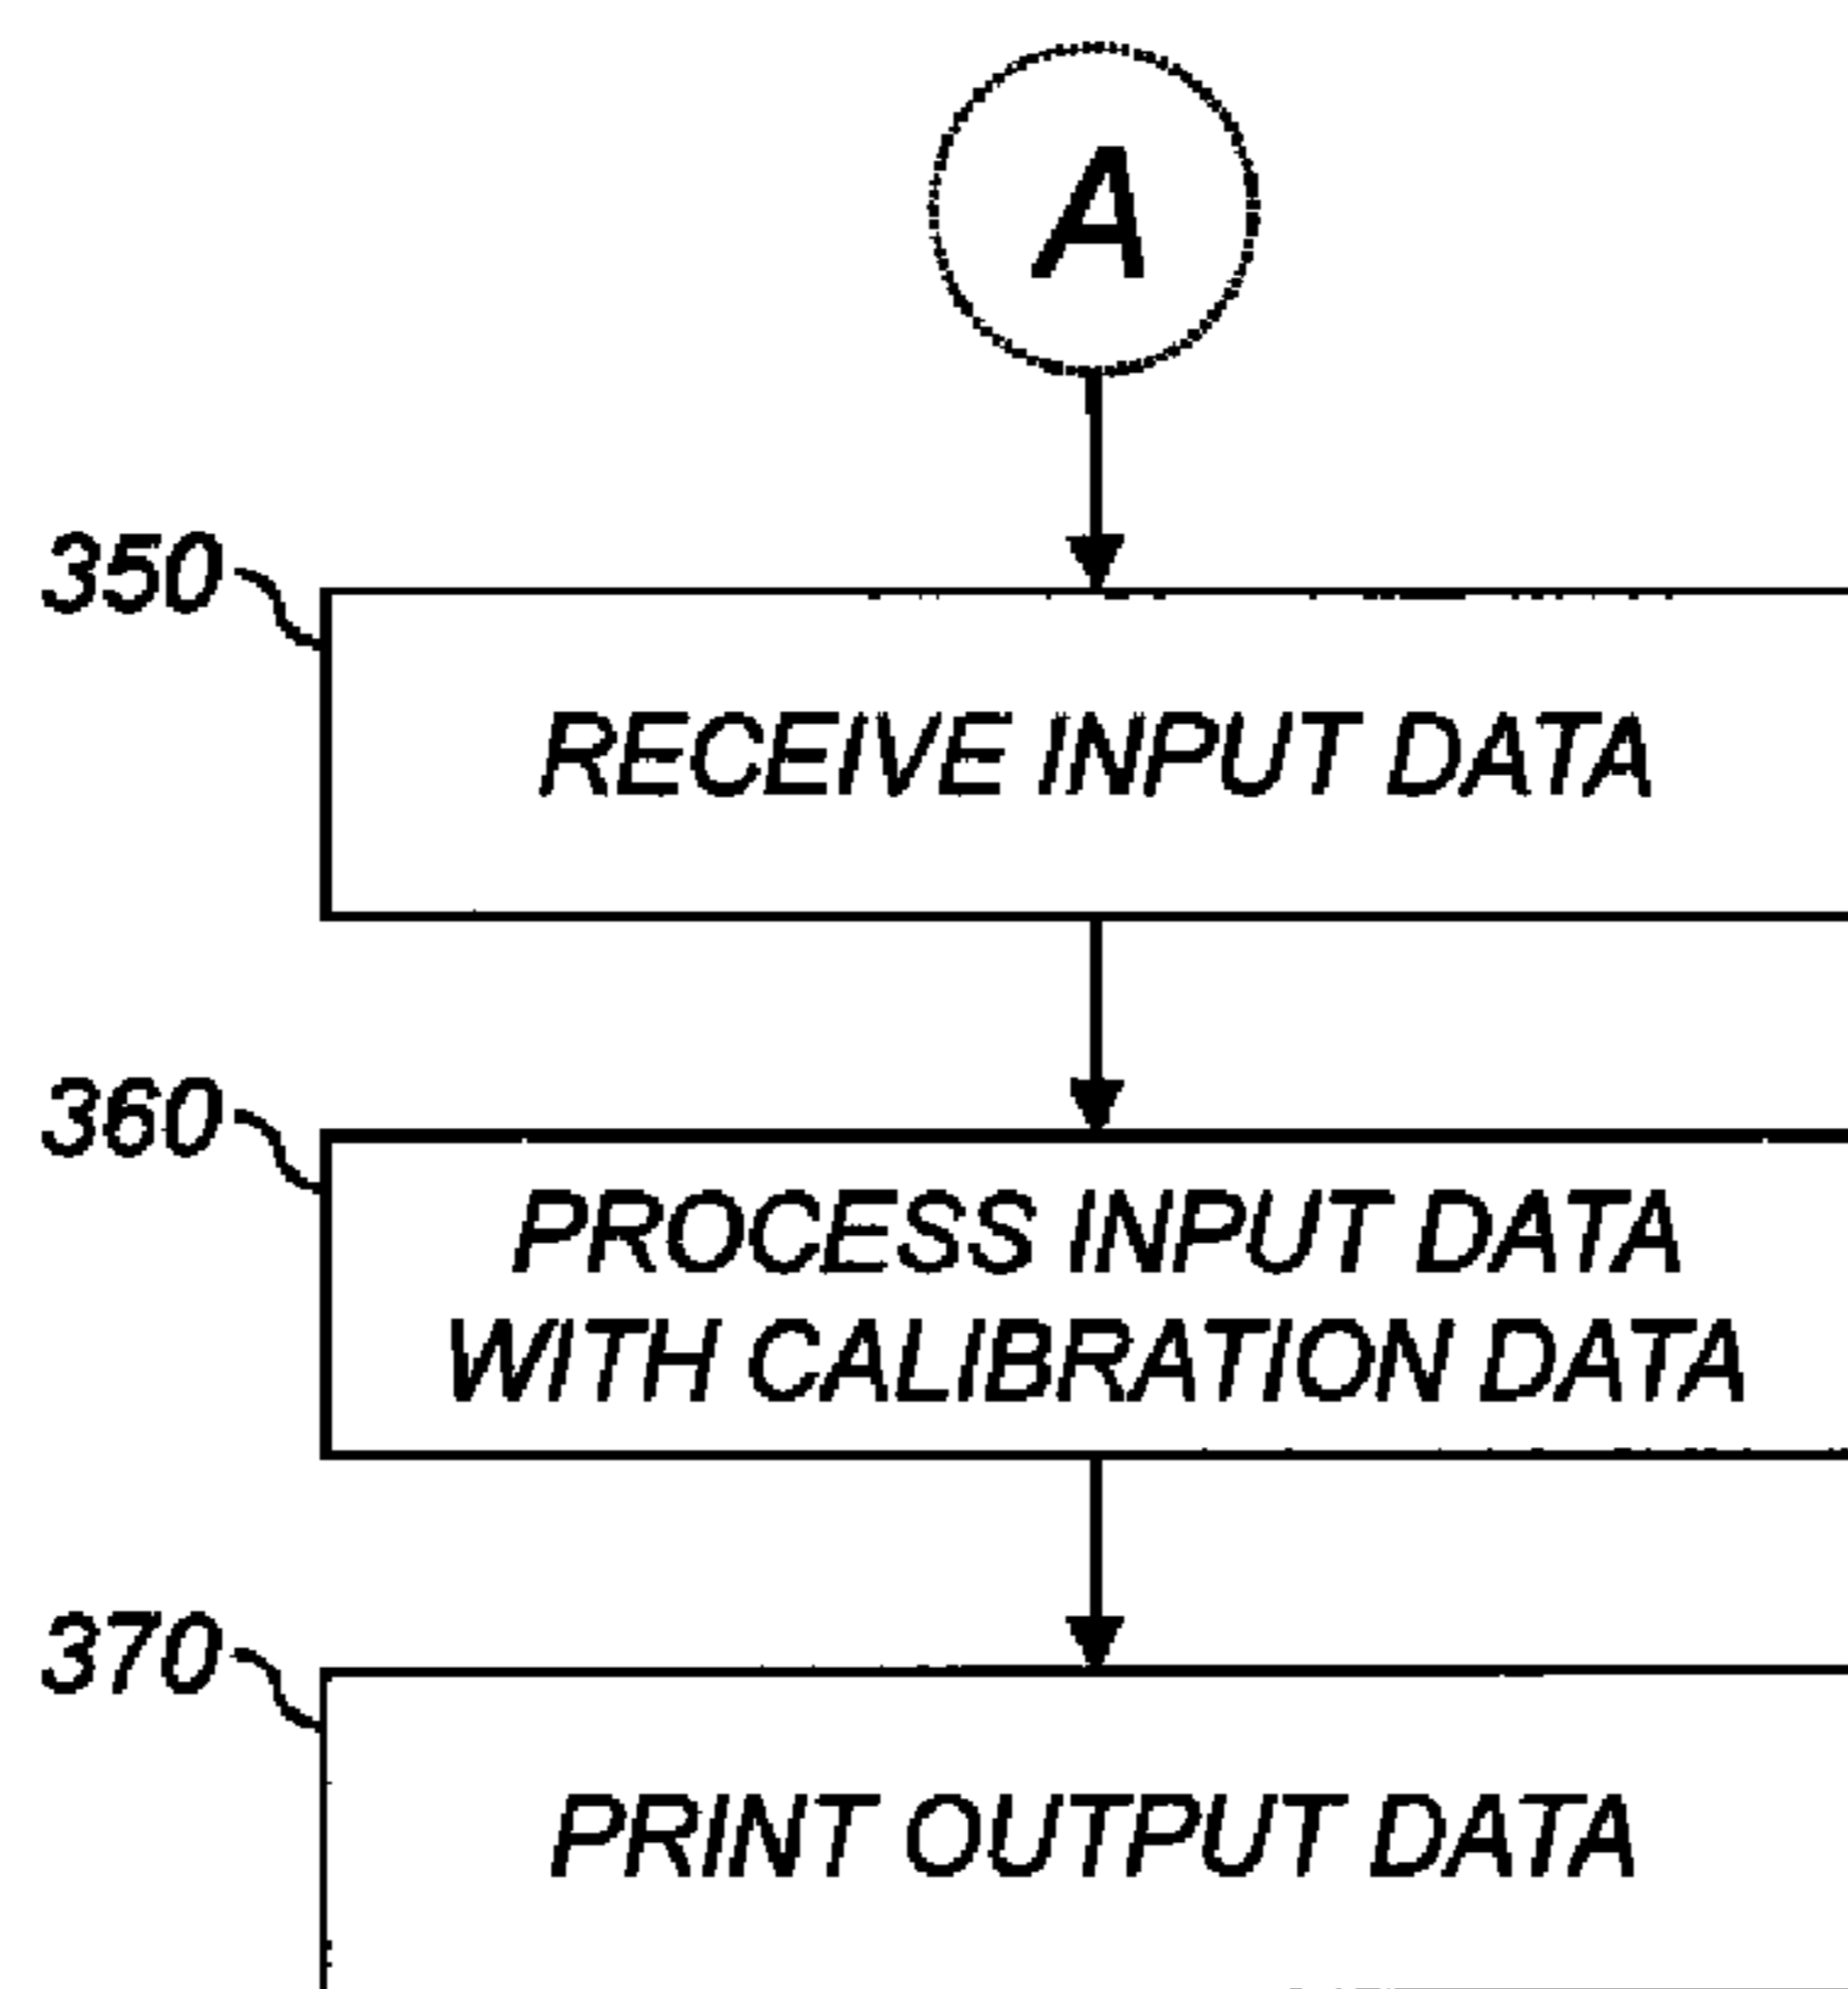 A
350
RECEIVE INPUT DATA
360
PROCESS INPUT DATA
WITH CALIBRATION DATA
370
PRINT OUTPUT DATA